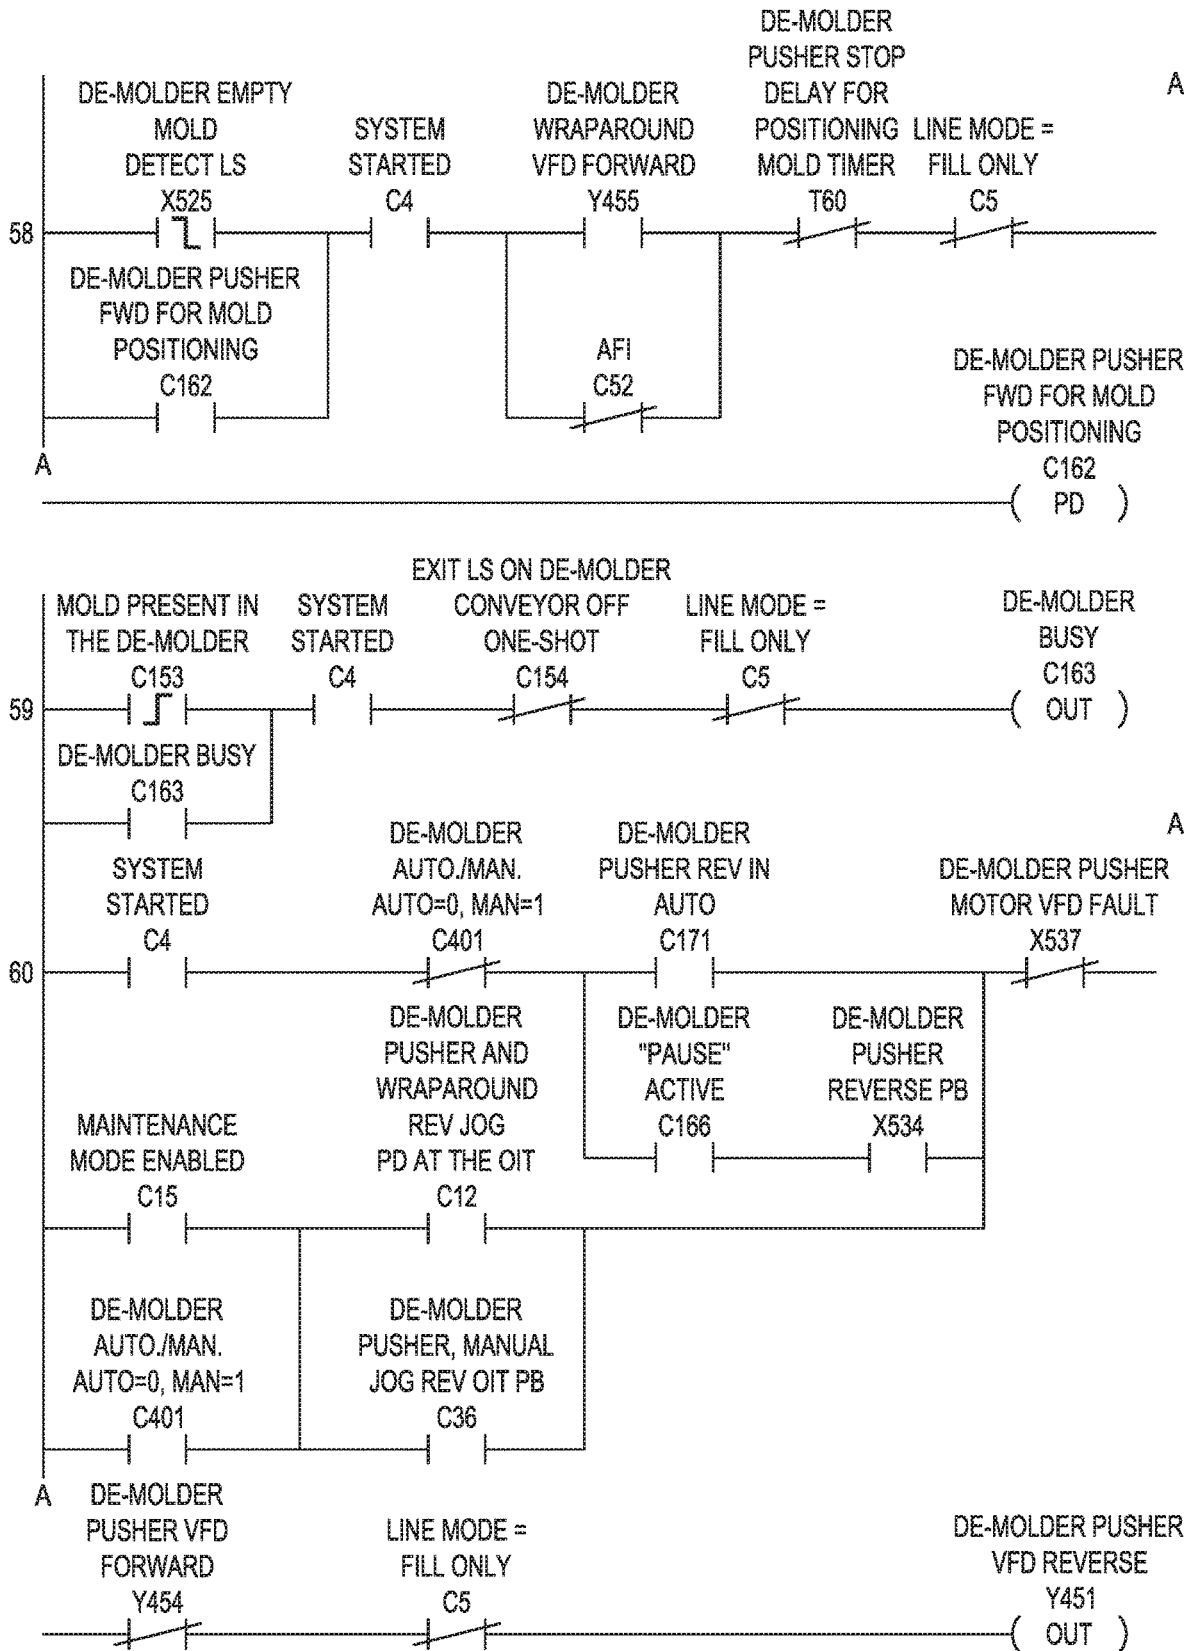 DE-MOLDER EMPTY
MOLD
DETECT LS
X525
SYSTEM
STARTED
C4
DE-MOLDER
WRAPAROUND
VFD FORWARD
Y455
DE-MOLDER
PUSHER STOP
DELAY FOR
POSITIONING
MOLD TIMER
T60
LINE MODE =
FILL ONLY
C5
A
58
DE-MOLDER PUSHER
FWD FOR MOLD
POSITIONING
C162
AFI
C52
A
DE-MOLDER PUSHER
FWD FOR MOLD
POSITIONING
C162
( PD )
MOLD PRESENT IN
THE DE-MOLDER
C153
SYSTEM
STARTED
C4
EXIT LS ON DE-MOLDER
CONVEYOR OFF
ONE-SHOT
C154
LINE MODE =
FILL ONLY
C5
DE-MOLDER
BUSY
C163
( OUT )
59
DE-MOLDER BUSY
C163
A
SYSTEM
STARTED
C4
DE-MOLDER
AUTO./MAN.
AUTO=0, MAN=1
C401
DE-MOLDER
PUSHER REV IN
AUTO
C171
DE-MOLDER PUSHER
MOTOR VFD FAULT
X537
60
DE-MOLDER
"PAUSE"
ACTIVE
C166
DE-MOLDER
PUSHER
REVERSE PB
X534
MAINTENANCE
MODE ENABLED
C15
DE-MOLDER
PUSHER AND
WRAPAROUND
REV JOG
PD AT THE OIT
C12
DE-MOLDER
AUTO./MAN.
AUTO=0, MAN=1
C401
DE-MOLDER
PUSHER, MANUAL
JOG REV OIT PB
C36
A
DE-MOLDER
PUSHER VFD
FORWARD
Y454
LINE MODE =
FILL ONLY
C5
DE-MOLDER PUSHER
VFD REVERSE
Y451
( OUT )